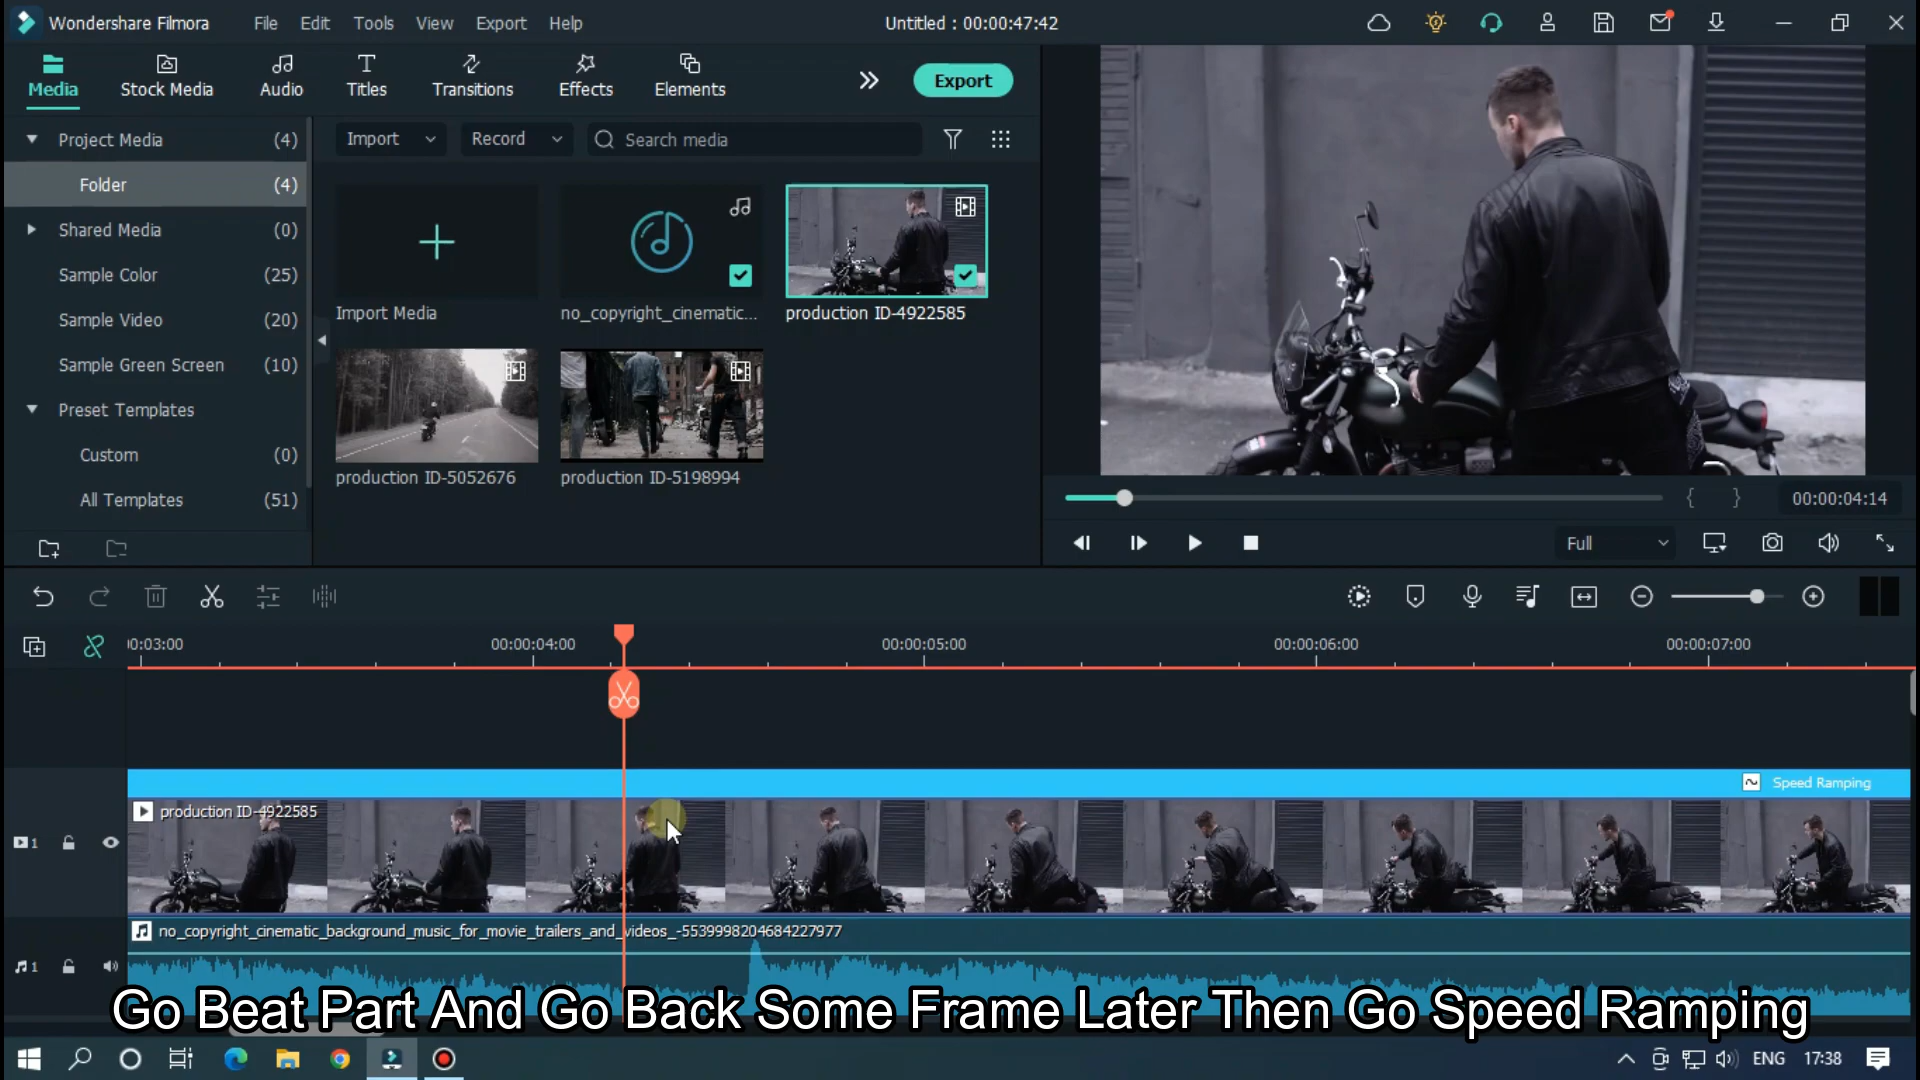 Wondershare Filmora
File
Edit
Tools
View
Export
Help
Untitled : 00:00:47:42
Media
Stock Media
Audio
Titles
Transitions
Effects
Elements
Export
Project Media (4)
Folder (4)
Shared Media (0)
Sample Color (25)
Sample Video (20)
Sample Green Screen (10)
Preset Templates
Custom (0)
All Templates (51)
Import
Record
Search media
Import Media
no_copyright_cinematic...
production ID-4922585
production ID-5052676
production ID-5198994
00:00:04:14
Full
0:03:00
00:00:04:00
00:00:05:00
00:00:06:00
00:00:07:00
Speed Ramping
production ID-4922585
1
no_copyright_cinematic_background_music_for_movie_trailers_and_videos_-5539998204684227977
1
Go Beat Part And Go Back Some Frame Later Then Go Speed Ramping
ENG
17:38